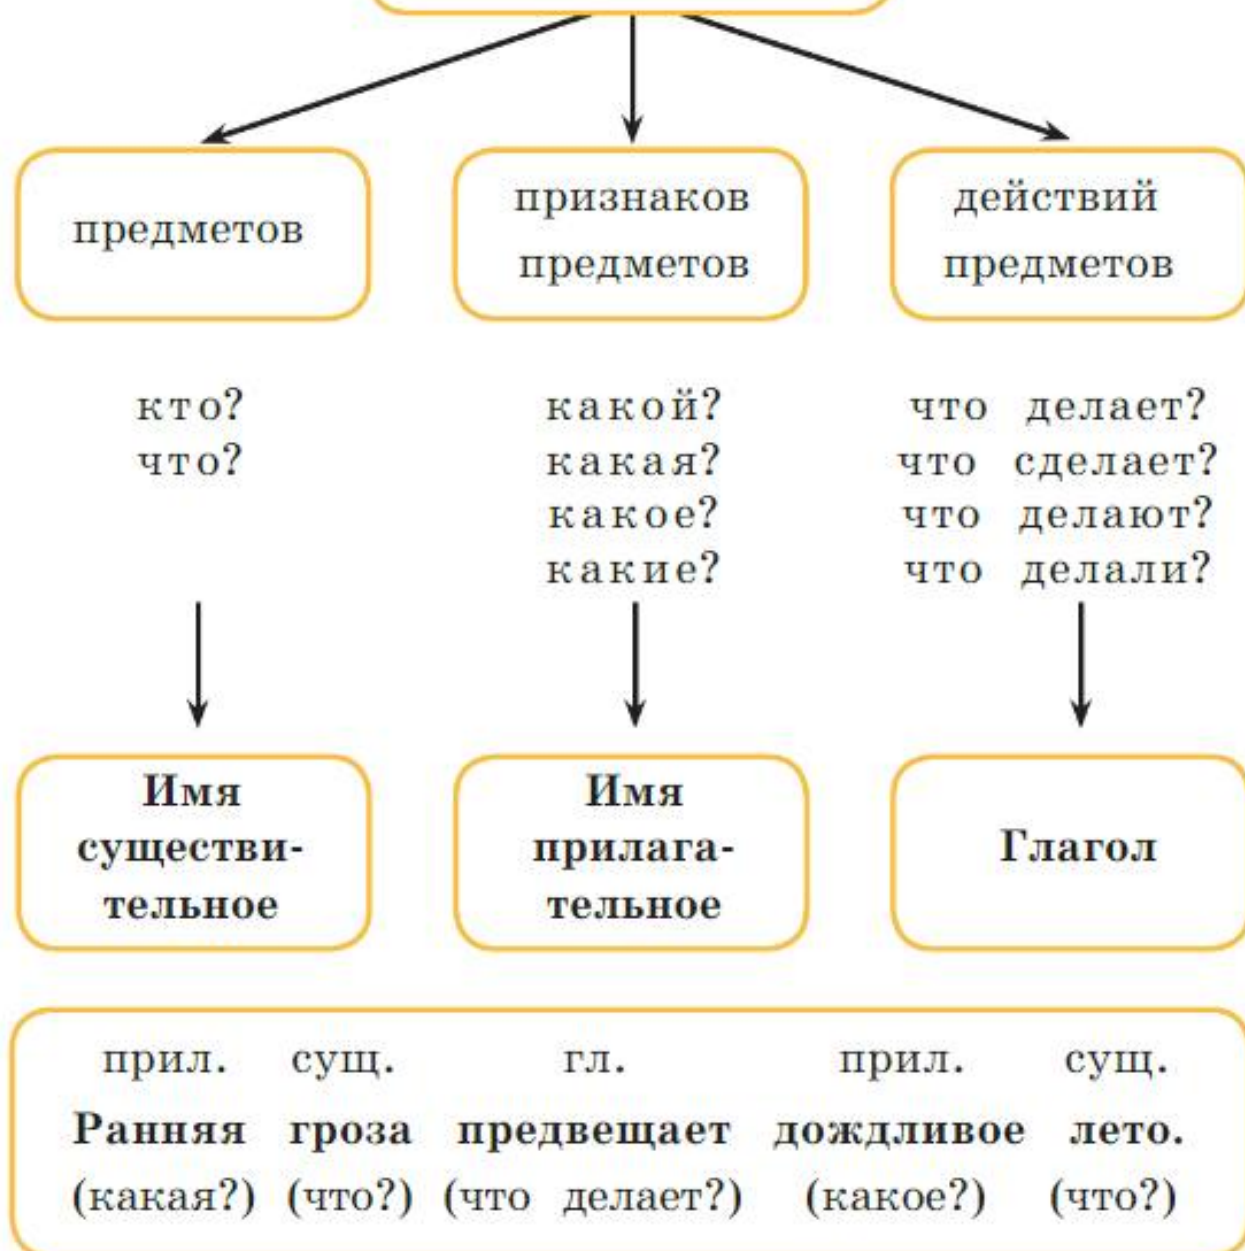 предметов
признаков
предметов
действий
предметов
кто?
что?
какой?
какая?
какое?
какие?
что делает?
что сделает?
что делают?
что делали?
Имя
существи-
тельное
Имя
прилага-
тельное
Глагол
прил. сущ. гл. прил. сущ.
Ранняя гроза предвещает дождливое лето.
(какая?) (что?) (что делает?) (какое?) (что?)